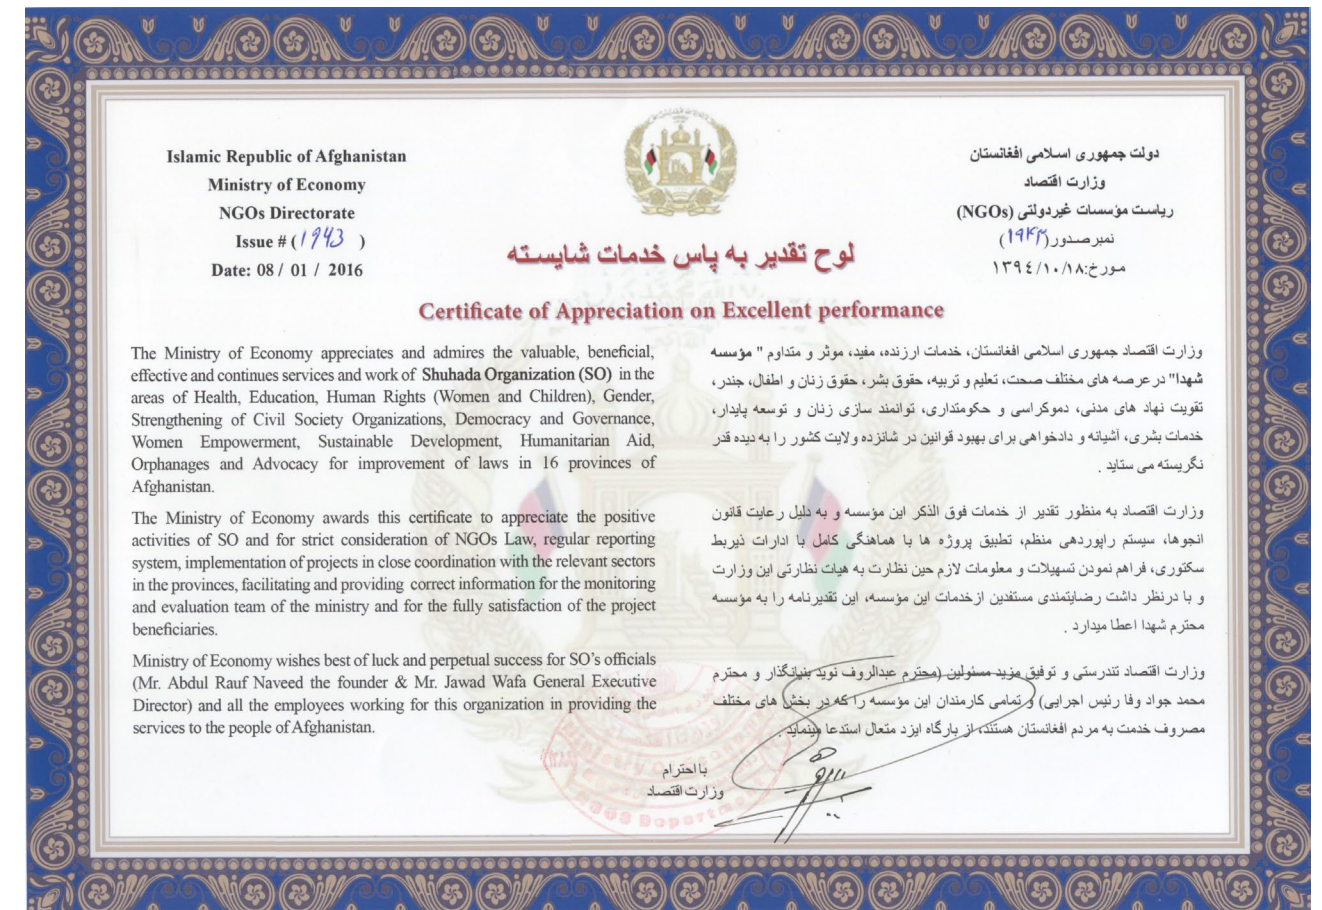 Islamic Republic of Afghanistan
Ministry of Economy
NGOs Directorate
Issue # (1943)
Date: 08 / 01 / 2016
دولت جمهوری اسلامی افغانستان
وزارت اقتصاد
ریاست مؤسسات غیردولتی (NGOs)
نمبر صدور (۱۹۴۳)
مورخ: ۱۳۹٤/۱۰/۱۸
لوح تقدیر به پاس خدمات شایسته
Certificate of Appreciation on Excellent performance
The Ministry of Economy appreciates and admires the valuable, beneficial,
effective and continues services and work of Shuhada Organization (SO) in the
areas of Health, Education, Human Rights (Women and Children), Gender,
Strengthening of Civil Society Organizations, Democracy and Governance,
Women Empowerment, Sustainable Development, Humanitarian Aid,
Orphanages and Advocacy for improvement of laws in 16 provinces of
Afghanistan.
The Ministry of Economy awards this certificate to appreciate the positive
activities of SO and for strict consideration of NGOs Law, regular reporting
system, implementation of projects in close coordination with the relevant sectors
in the provinces, facilitating and providing correct information for the monitoring
and evaluation team of the ministry and for the fully satisfaction of the project
beneficiaries.
Ministry of Economy wishes best of luck and perpetual success for SO's officials
(Mr. Abdul Rauf Naveed the founder & Mr. Jawad Wafa General Executive
Director) and all the employees working for this organization in providing the
services to the people of Afghanistan.
وزارت اقتصاد جمهوری اسلامی افغانستان، خدمات ارزنده، مفید، موثر و متداوم " مؤسسه
شهدا" در عرصه های مختلف صحت، تعلیم و تربیه، حقوق بشر، حقوق زنان و اطفال، جندر،
تقویت نهاد های مدنی، دموکراسی و حکومتداری، توانمند سازی زنان و توسعه پایدار،
خدمات بشری، آشیانه و دادخواهی برای بهبود قوانین در شانزده ولایت کشور را به دیده قدر
نگریسته می ستاید .
وزارت اقتصاد به منظور تقدیر از خدمات فوق الذکر این مؤسسه و به دلیل رعایت قانون
انجوها، سیستم راپوردهی منظم، تطبیق پروژه ها با هماهنگی کامل با ادارات ذیربط
سکتوری، فراهم نمودن تسهیلات و معلومات لازم حین نظارت به هیات نظارتی این وزارت
و با درنظر داشت رضایتمندی مستفدین ازخدمات این مؤسسه، این تقدیرنامه را به مؤسسه
محترم شهدا اعطا میدارد .
وزارت اقتصاد تندرستی و توفیق مزید مسئولین (محترم عبدالروف نوید بنیانگذار و محترم
محمد جواد وفا رئیس اجرایی) و تمامی کارمندان این مؤسسه را که در بخش های مختلف
مصروف خدمت به مردم افغانستان هستند، از بارگاه ایزد متعال استدعا مینماید .
با احترام
وزارت اقتصاد
NGOs Department